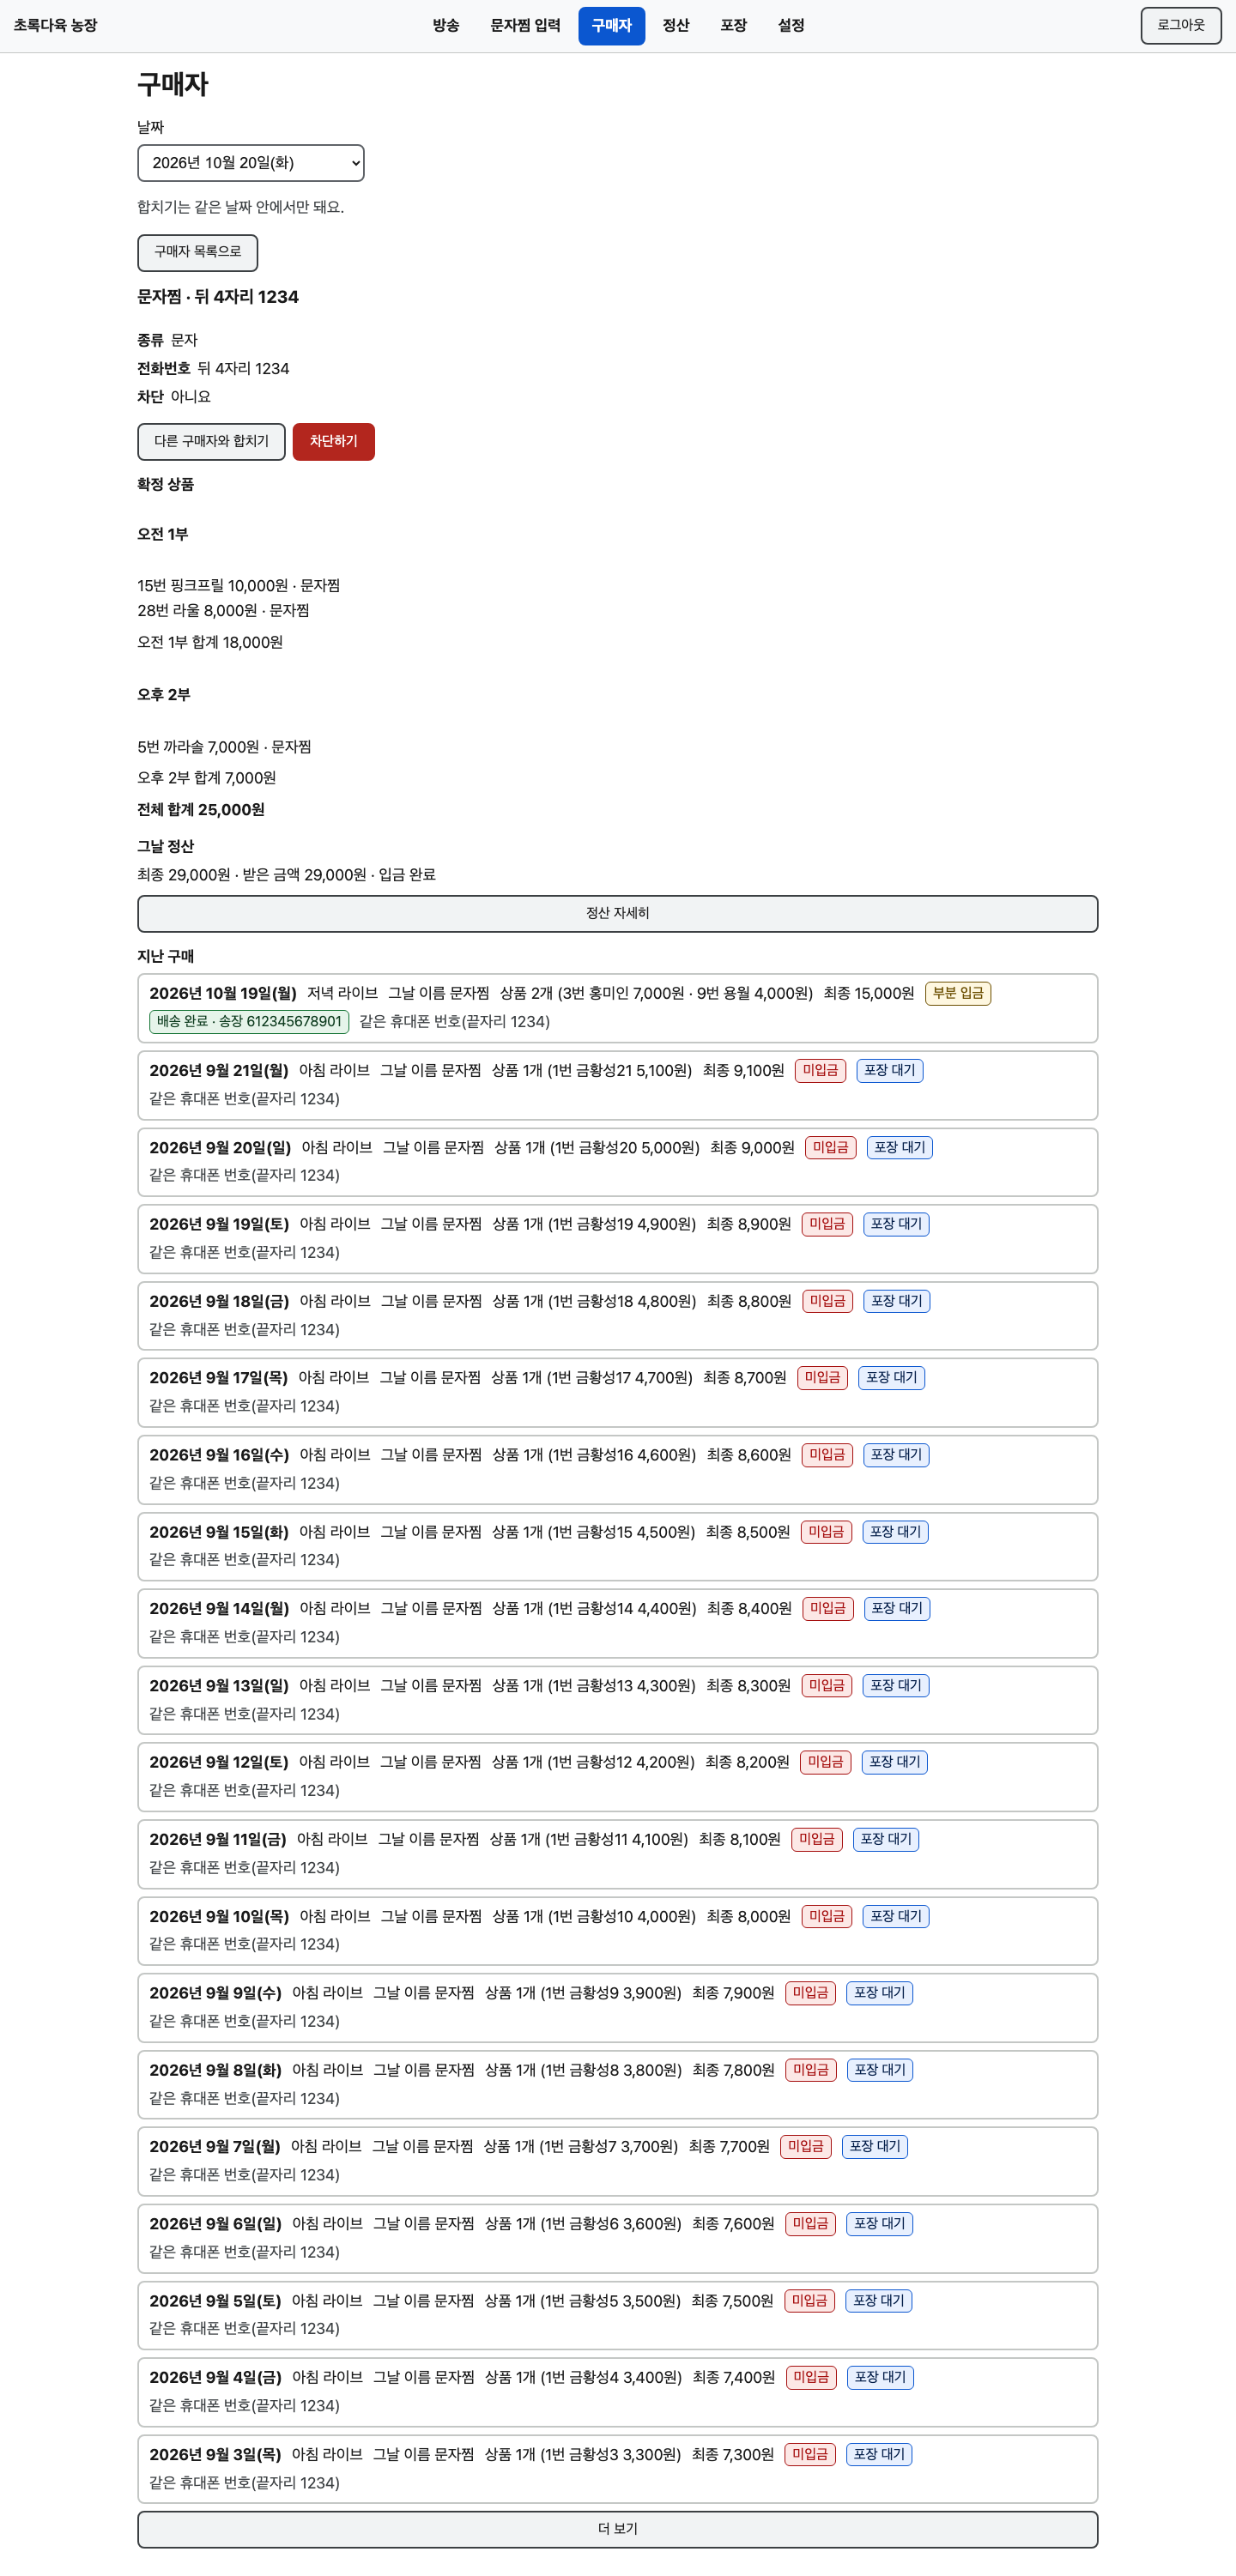 초록다육 농장
방송 문자찜 입력 구매자 정산 포장 설정
로그아웃
구매자
날짜
2026년 10월 20일(화)
합치기는 같은 날짜 안에서만 돼요.
구매자 목록으로
문자찜 · 뒤 4자리 1234
종류 문자
전화번호 뒤 4자리 1234
차단 아니요
다른 구매자와 합치기 차단하기
확정 상품
오전 1부
15번 핑크프릴 10,000원 · 문자찜
28번 라울 8,000원 · 문자찜
오전 1부 합계 18,000원
오후 2부
5번 까라솔 7,000원 · 문자찜
오후 2부 합계 7,000원
전체 합계 25,000원
그날 정산
최종 29,000원 · 받은 금액 29,000원 · 입금 완료
정산 자세히
지난 구매
2026년 10월 19일(월) 저녁 라이브 그날 이름 문자찜 상품 2개 (3번 홍미인 7,000원 · 9번 용월 4,000원) 최종 15,000원 부분 입금
배송 완료 · 송장 612345678901 같은 휴대폰 번호(끝자리 1234)
2026년 9월 21일(월) 아침 라이브 그날 이름 문자찜 상품 1개 (1번 금황성21 5,100원) 최종 9,100원 미입금 포장 대기
같은 휴대폰 번호(끝자리 1234)
2026년 9월 20일(일) 아침 라이브 그날 이름 문자찜 상품 1개 (1번 금황성20 5,000원) 최종 9,000원 미입금 포장 대기
같은 휴대폰 번호(끝자리 1234)
2026년 9월 19일(토) 아침 라이브 그날 이름 문자찜 상품 1개 (1번 금황성19 4,900원) 최종 8,900원 미입금 포장 대기
같은 휴대폰 번호(끝자리 1234)
2026년 9월 18일(금) 아침 라이브 그날 이름 문자찜 상품 1개 (1번 금황성18 4,800원) 최종 8,800원 미입금 포장 대기
같은 휴대폰 번호(끝자리 1234)
2026년 9월 17일(목) 아침 라이브 그날 이름 문자찜 상품 1개 (1번 금황성17 4,700원) 최종 8,700원 미입금 포장 대기
같은 휴대폰 번호(끝자리 1234)
2026년 9월 16일(수) 아침 라이브 그날 이름 문자찜 상품 1개 (1번 금황성16 4,600원) 최종 8,600원 미입금 포장 대기
같은 휴대폰 번호(끝자리 1234)
2026년 9월 15일(화) 아침 라이브 그날 이름 문자찜 상품 1개 (1번 금황성15 4,500원) 최종 8,500원 미입금 포장 대기
같은 휴대폰 번호(끝자리 1234)
2026년 9월 14일(월) 아침 라이브 그날 이름 문자찜 상품 1개 (1번 금황성14 4,400원) 최종 8,400원 미입금 포장 대기
같은 휴대폰 번호(끝자리 1234)
2026년 9월 13일(일) 아침 라이브 그날 이름 문자찜 상품 1개 (1번 금황성13 4,300원) 최종 8,300원 미입금 포장 대기
같은 휴대폰 번호(끝자리 1234)
2026년 9월 12일(토) 아침 라이브 그날 이름 문자찜 상품 1개 (1번 금황성12 4,200원) 최종 8,200원 미입금 포장 대기
같은 휴대폰 번호(끝자리 1234)
2026년 9월 11일(금) 아침 라이브 그날 이름 문자찜 상품 1개 (1번 금황성11 4,100원) 최종 8,100원 미입금 포장 대기
같은 휴대폰 번호(끝자리 1234)
2026년 9월 10일(목) 아침 라이브 그날 이름 문자찜 상품 1개 (1번 금황성10 4,000원) 최종 8,000원 미입금 포장 대기
같은 휴대폰 번호(끝자리 1234)
2026년 9월 9일(수) 아침 라이브 그날 이름 문자찜 상품 1개 (1번 금황성9 3,900원) 최종 7,900원 미입금 포장 대기
같은 휴대폰 번호(끝자리 1234)
2026년 9월 8일(화) 아침 라이브 그날 이름 문자찜 상품 1개 (1번 금황성8 3,800원) 최종 7,800원 미입금 포장 대기
같은 휴대폰 번호(끝자리 1234)
2026년 9월 7일(월) 아침 라이브 그날 이름 문자찜 상품 1개 (1번 금황성7 3,700원) 최종 7,700원 미입금 포장 대기
같은 휴대폰 번호(끝자리 1234)
2026년 9월 6일(일) 아침 라이브 그날 이름 문자찜 상품 1개 (1번 금황성6 3,600원) 최종 7,600원 미입금 포장 대기
같은 휴대폰 번호(끝자리 1234)
2026년 9월 5일(토) 아침 라이브 그날 이름 문자찜 상품 1개 (1번 금황성5 3,500원) 최종 7,500원 미입금 포장 대기
같은 휴대폰 번호(끝자리 1234)
2026년 9월 4일(금) 아침 라이브 그날 이름 문자찜 상품 1개 (1번 금황성4 3,400원) 최종 7,400원 미입금 포장 대기
같은 휴대폰 번호(끝자리 1234)
2026년 9월 3일(목) 아침 라이브 그날 이름 문자찜 상품 1개 (1번 금황성3 3,300원) 최종 7,300원 미입금 포장 대기
같은 휴대폰 번호(끝자리 1234)
더 보기